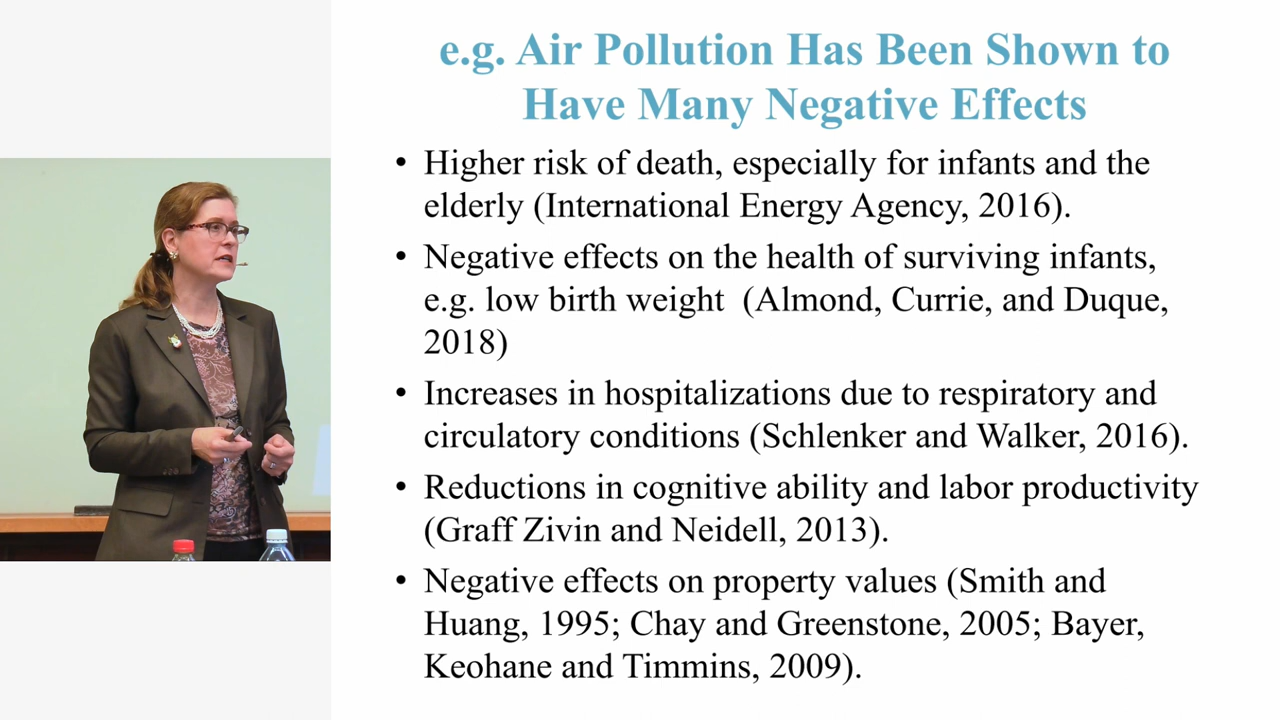 e.g. Air Pollution Has Been Shown to
Have Many Negative Effects
• Higher risk of death, especially for infants and the
elderly (International Energy Agency, 2016).
• Negative effects on the health of surviving infants,
e.g. low birth weight  (Almond, Currie, and Duque,
2018)
• Increases in hospitalizations due to respiratory and
circulatory conditions (Schlenker and Walker, 2016).
• Reductions in cognitive ability and labor productivity
(Graff Zivin and Neidell, 2013).
• Negative effects on property values (Smith and
Huang, 1995; Chay and Greenstone, 2005; Bayer,
Keohane and Timmins, 2009).